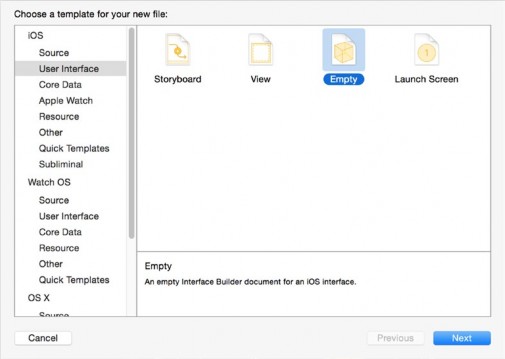 Choose a template for your new file:
iOS
Source
User Interface
Core Data
Apple Watch
Resource
Other
Quick Templates
Subliminal
Watch OS
Source
User Interface
Core Data
Resource
Other
Quick Templates
OS X
Source
Storyboard
View
Empty
Launch Screen
1
Empty
An empty Interface Builder document for an iOS interface.
Cancel
Previous
Next